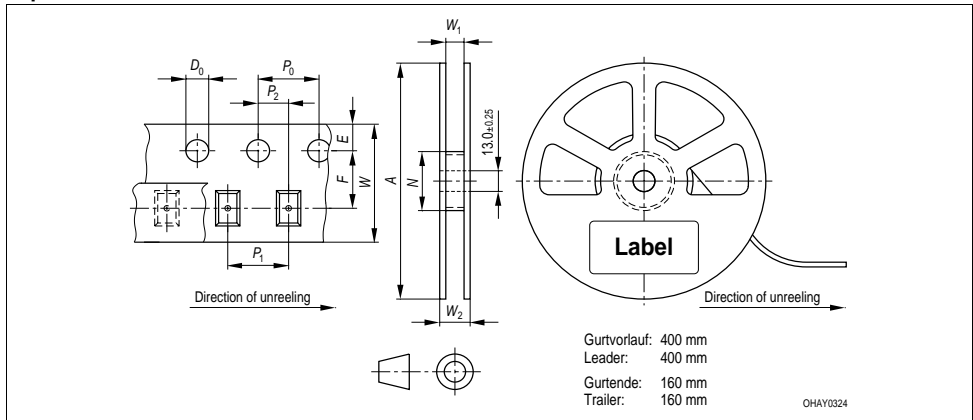 W1
D0
P0
P2
E
F
W
A
N
13.0±0.25
P1
W2
Label
Direction of unreeling
Direction of unreeling
Gurtvorlauf: 400 mm
Leader: 400 mm
Gurtende: 160 mm
Trailer: 160 mm
OHAY0324